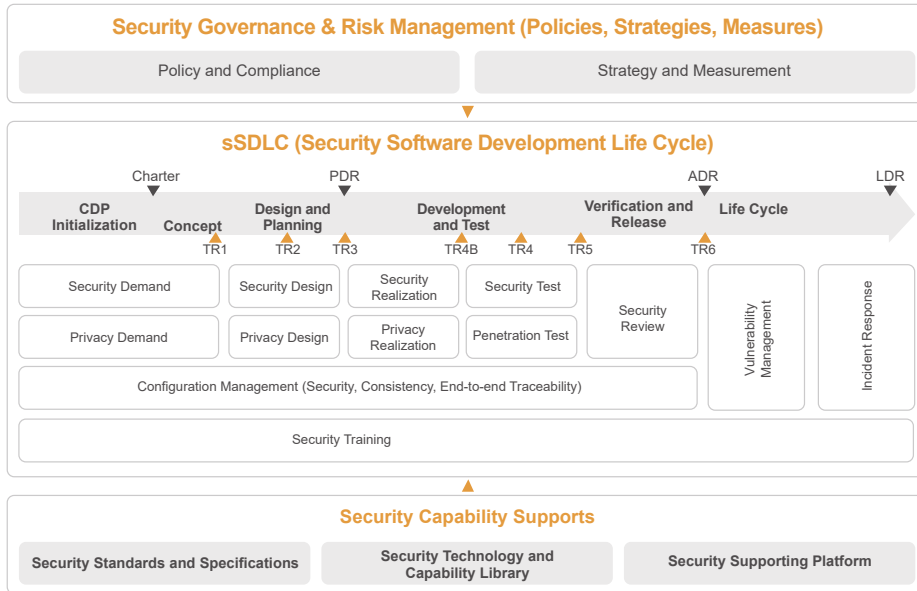 Security Governance & Risk Management (Policies, Strategies, Measures)
Policy and Compliance
Strategy and Measurement
sSDLC (Security Software Development Life Cycle)
Charter
PDR
ADR
LDR
CDP
Initialization
Concept
Design and
Planning
Development
and Test
Verification and
Release
Life Cycle
TR1
TR2
TR3
TR4B
TR4
TR5
TR6
Security Demand
Security Design
Security
Realization
Security Test
Privacy Demand
Privacy Design
Privacy
Realization
Penetration Test
Security
Review
Vulnerability
Management
Incident Response
Configuration Management (Security, Consistency, End-to-end Traceability)
Security Training
Security Capability Supports
Security Standards and Specifications
Security Technology and
Capability Library
Security Supporting Platform